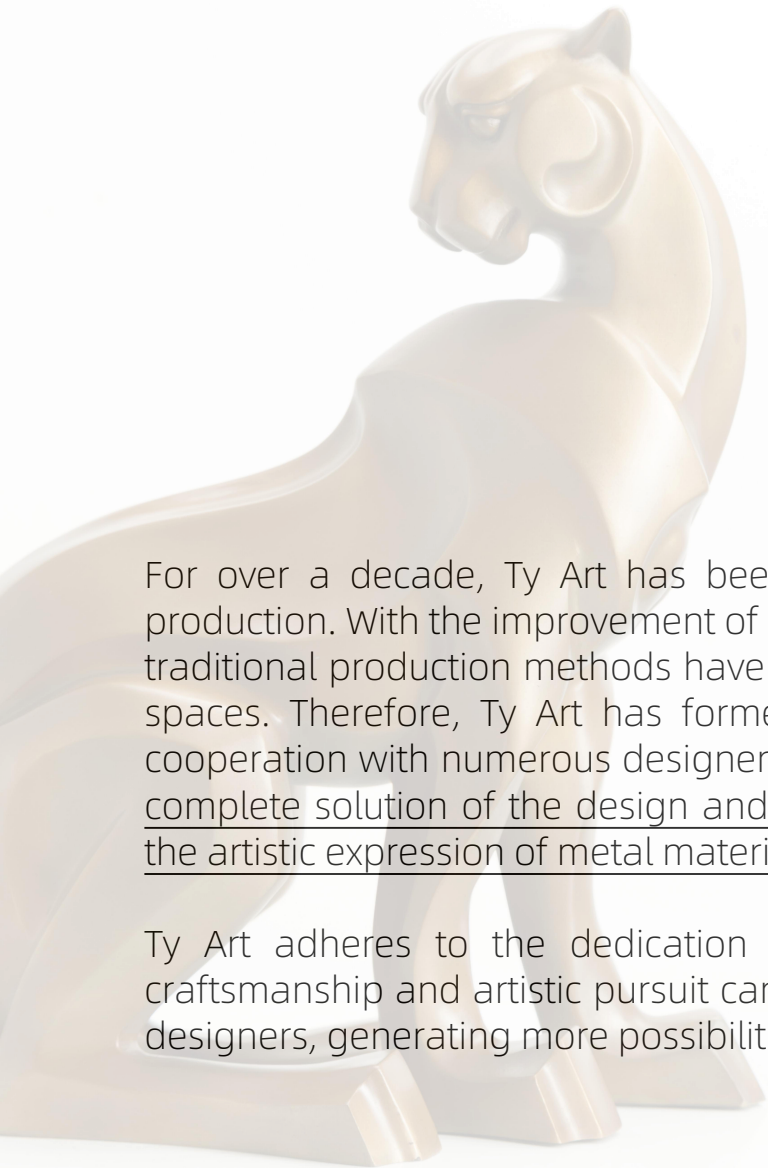 For over a decade, Ty Art has bee
production. With the improvement of
traditional production methods have
spaces. Therefore, Ty Art has forme
cooperation with numerous designer
complete solution of the design and
the artistic expression of metal materi
Ty Art adheres to the dedication
craftsmanship and artistic pursuit car
designers, generating more possibilit